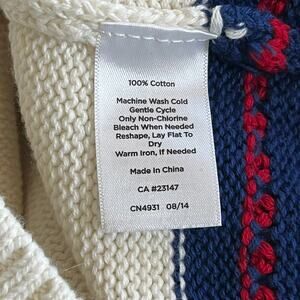 100% Cotton
Machine Wash Cold
Gentle Cycle
Only Non-Chlorine
Bleach When Needed
Reshape, Lay Flat To
Dry
Warm Iron, If Needed
Made in China
CA #23147
CN4931 08/14